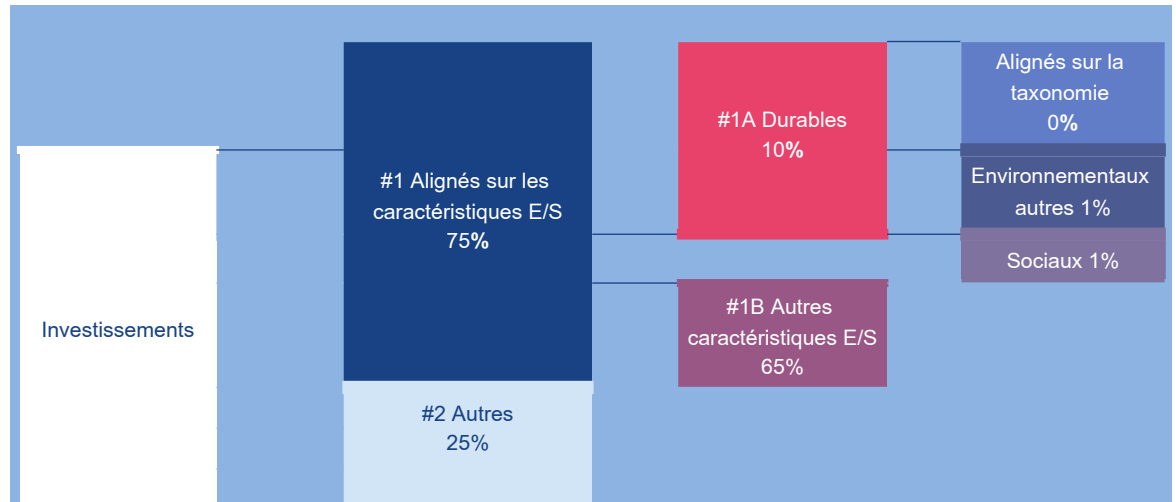 Investissements
#1 Alignés sur les
caractéristiques E/S
75%
#2 Autres
25%
#1A Durables
10%
#1B Autres
caractéristiques E/S
65%
Alignés sur la
taxonomie
0%
Environnementaux
autres 1%
Sociaux 1%